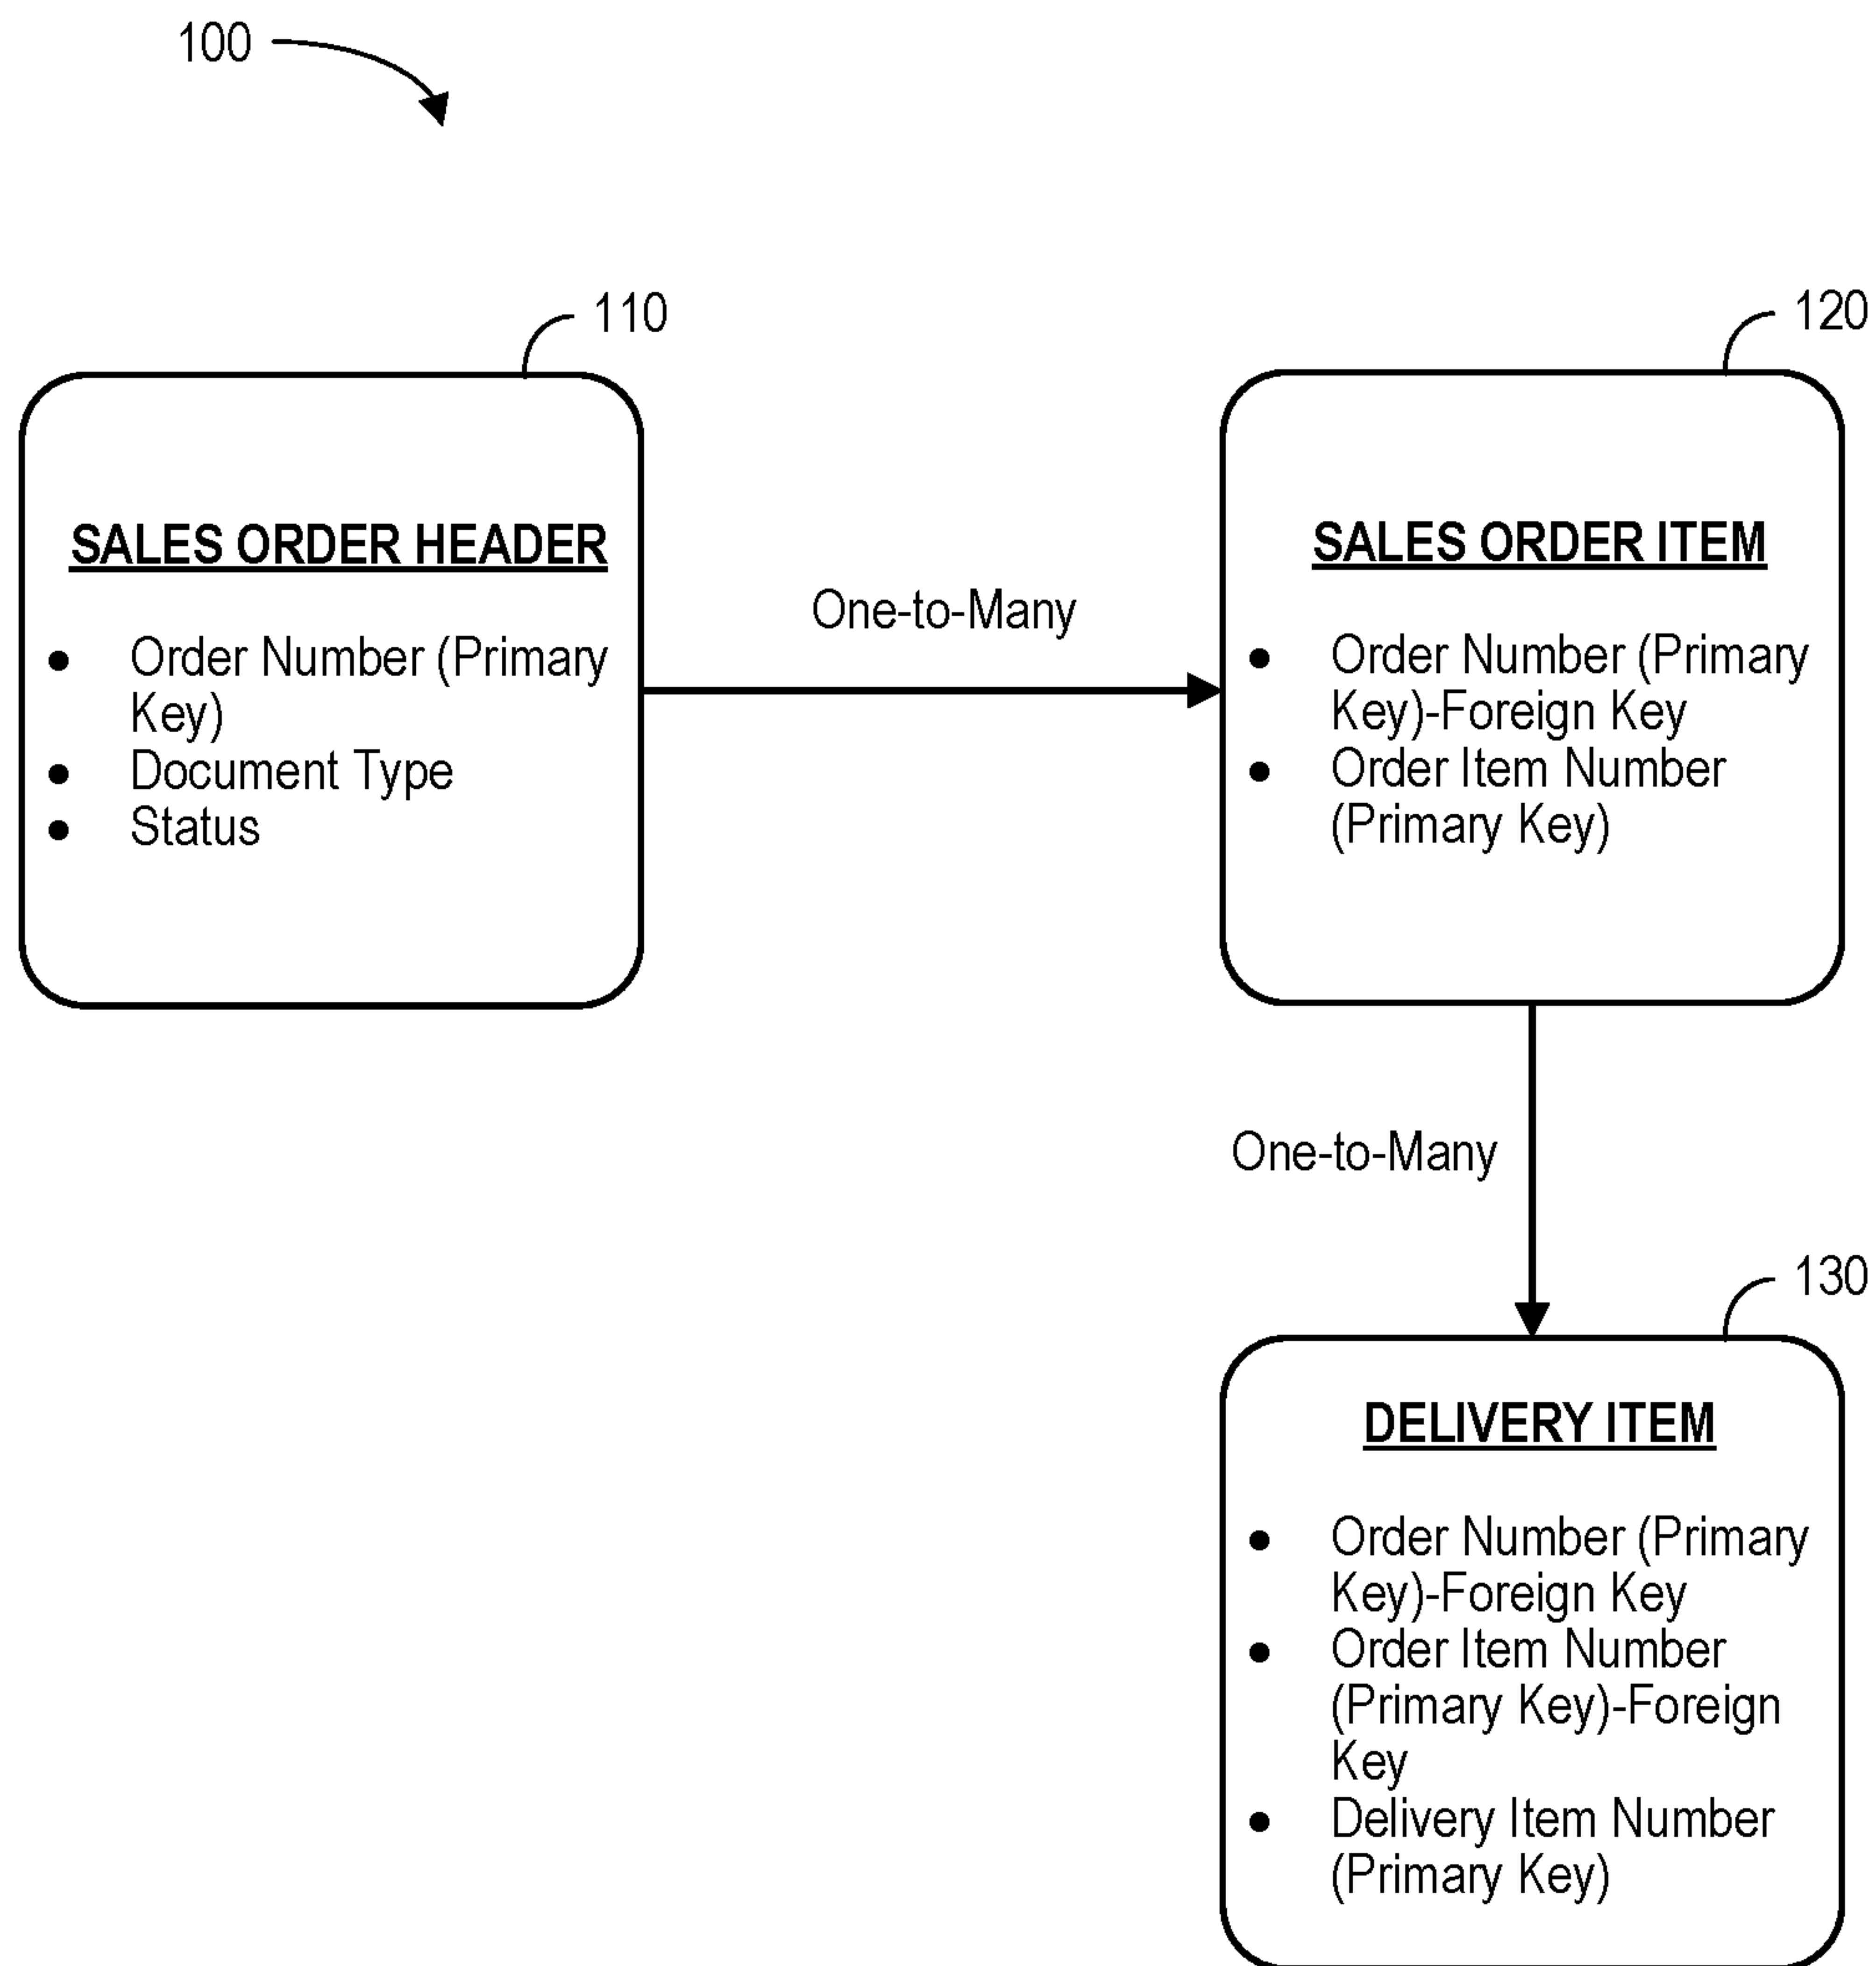 100
110
SALES ORDER HEADER
● Order Number (Primary
Key)
● Document Type
● Status
One-to-Many
120
SALES ORDER ITEM
● Order Number (Primary
Key)-Foreign Key
● Order Item Number
(Primary Key)
One-to-Many
130
DELIVERY ITEM
● Order Number (Primary
Key)-Foreign Key
● Order Item Number
(Primary Key)-Foreign
Key
● Delivery Item Number
(Primary Key)